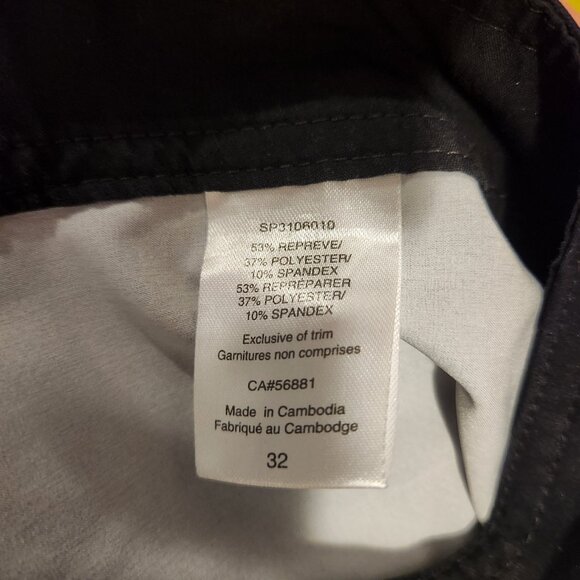 SP3106010
53% REPREVE/
37% POLYESTER/
10% SPANDEX
53% REPRÉPARER
37% POLYESTER/
10% SPANDEX
Exclusive of trim
Garnitures non comprises
CA#56881
Made in Cambodia
Fabriqué au Cambodge
32